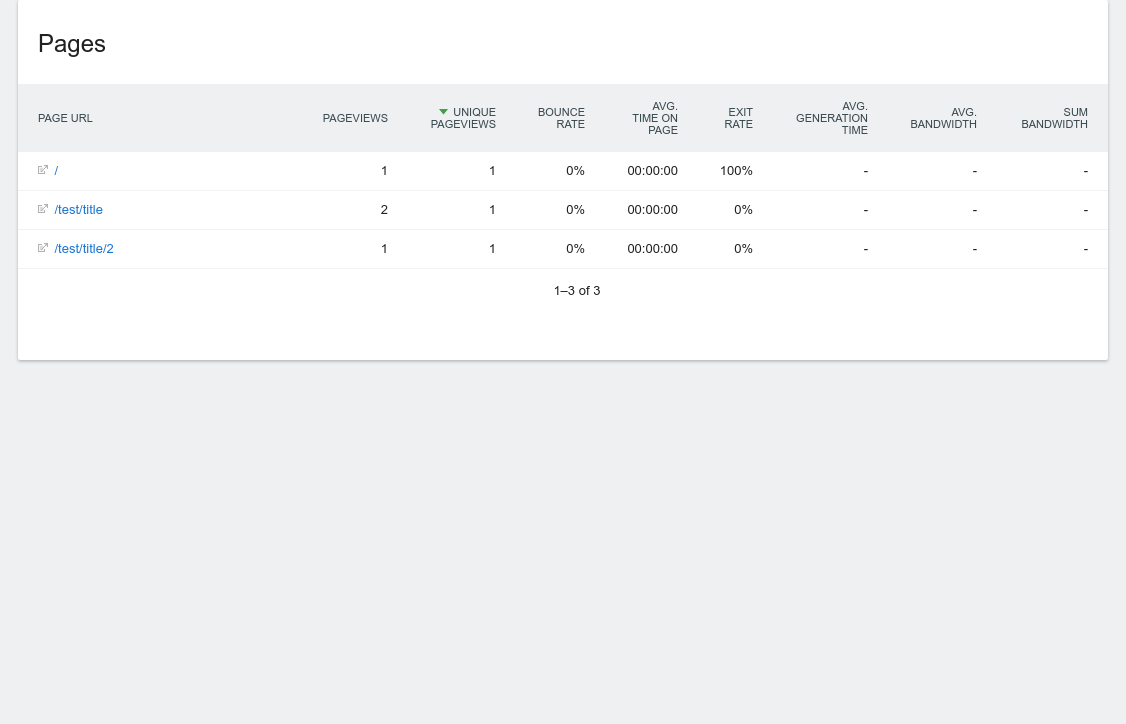 Pages
PAGE URL PAGEVIEWS UNIQUE PAGEVIEWS BOUNCE RATE AVG. TIME ON PAGE EXIT RATE AVG. GENERATION TIME AVG. BANDWIDTH SUM BANDWIDTH
/ 1 1 0% 00:00:00 100% - - -
/test/title 2 1 0% 00:00:00 0% - - -
/test/title/2 1 1 0% 00:00:00 0% - - -
1–3 of 3